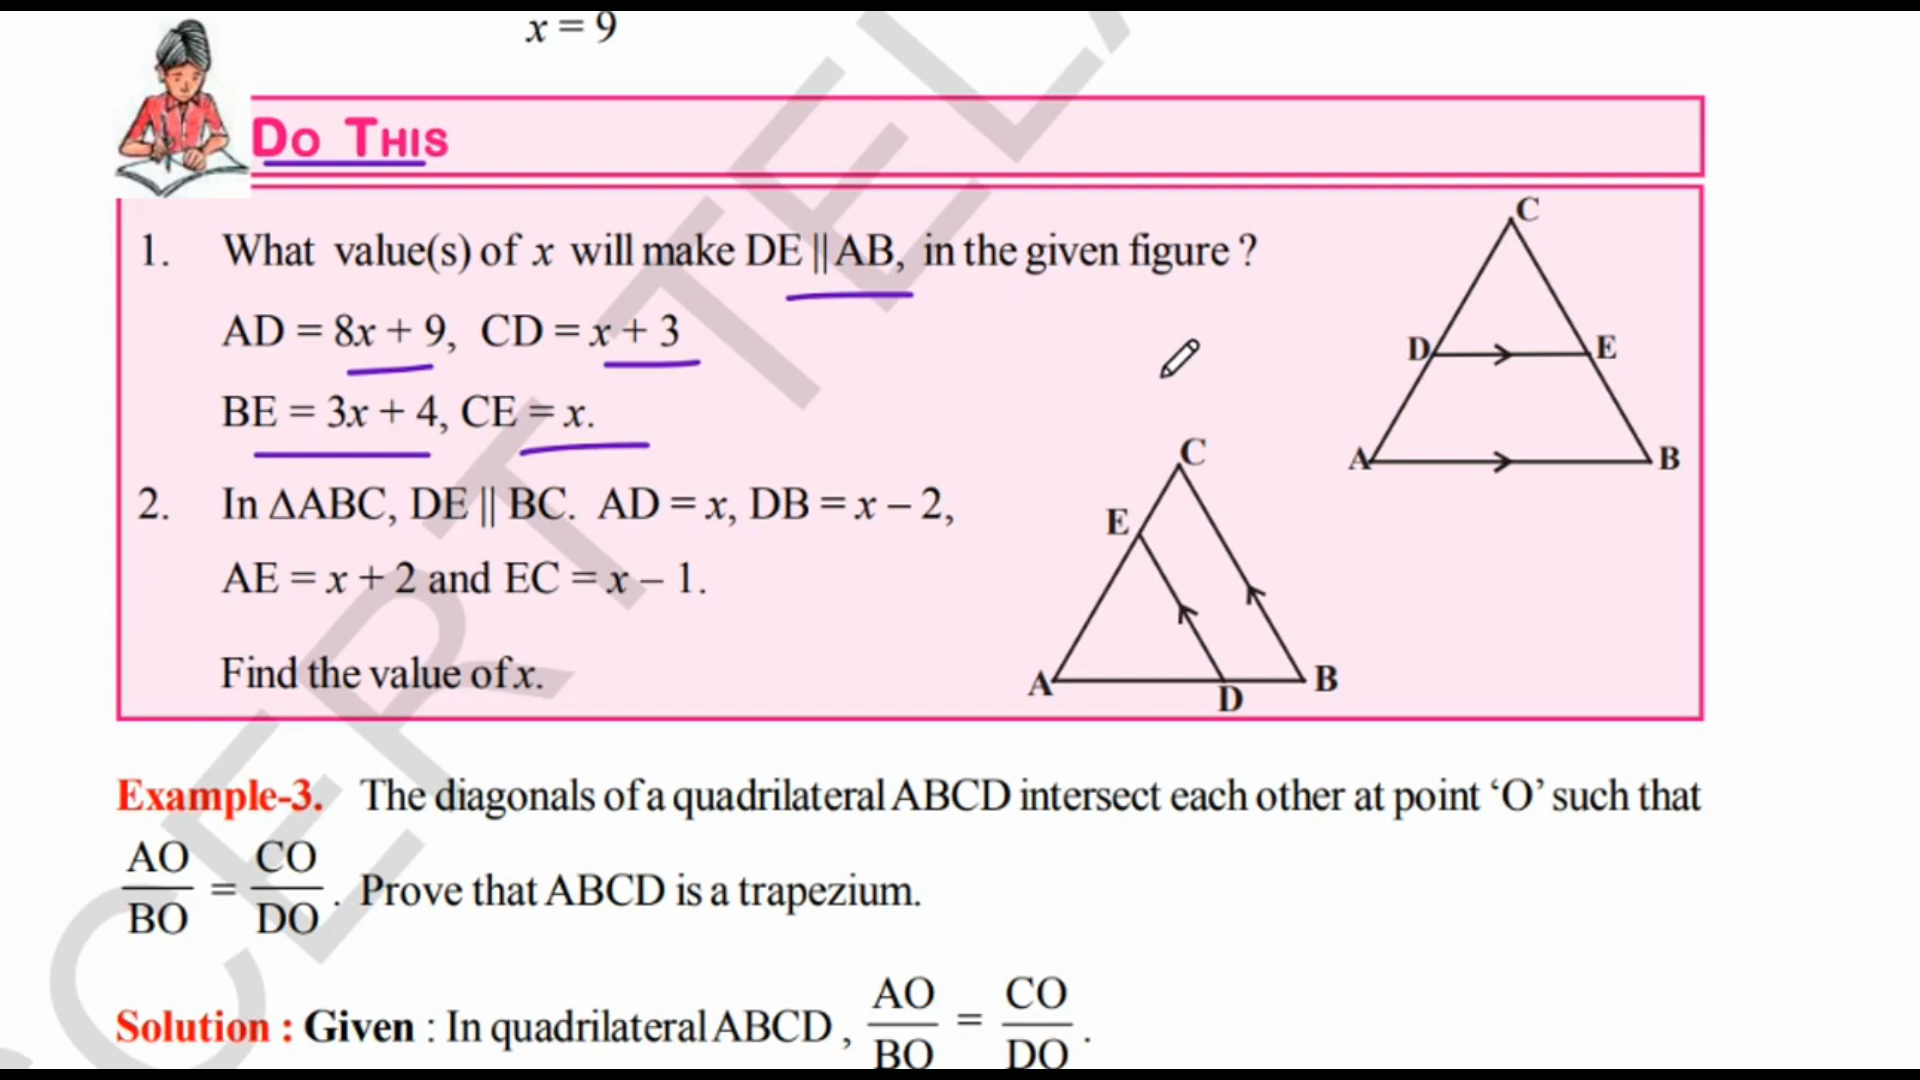 x = 9
DO THIS
1. What value(s) of x will make DE || AB, in the given figure ?
AD = 8x + 9, CD = x + 3
BE = 3x + 4, CE = x.
C
D
E
A
B
2. In ΔABC, DE || BC. AD = x, DB = x – 2,
AE = x + 2 and EC = x – 1.
Find the value of x.
C
E
A
D
B
Example-3. The diagonals of a quadrilateral ABCD intersect each other at point ‘O’ such that
AO/BO = CO/DO. Prove that ABCD is a trapezium.
Solution : Given : In quadrilateral ABCD , AO/BO = CO/DO.
SCERT TELA